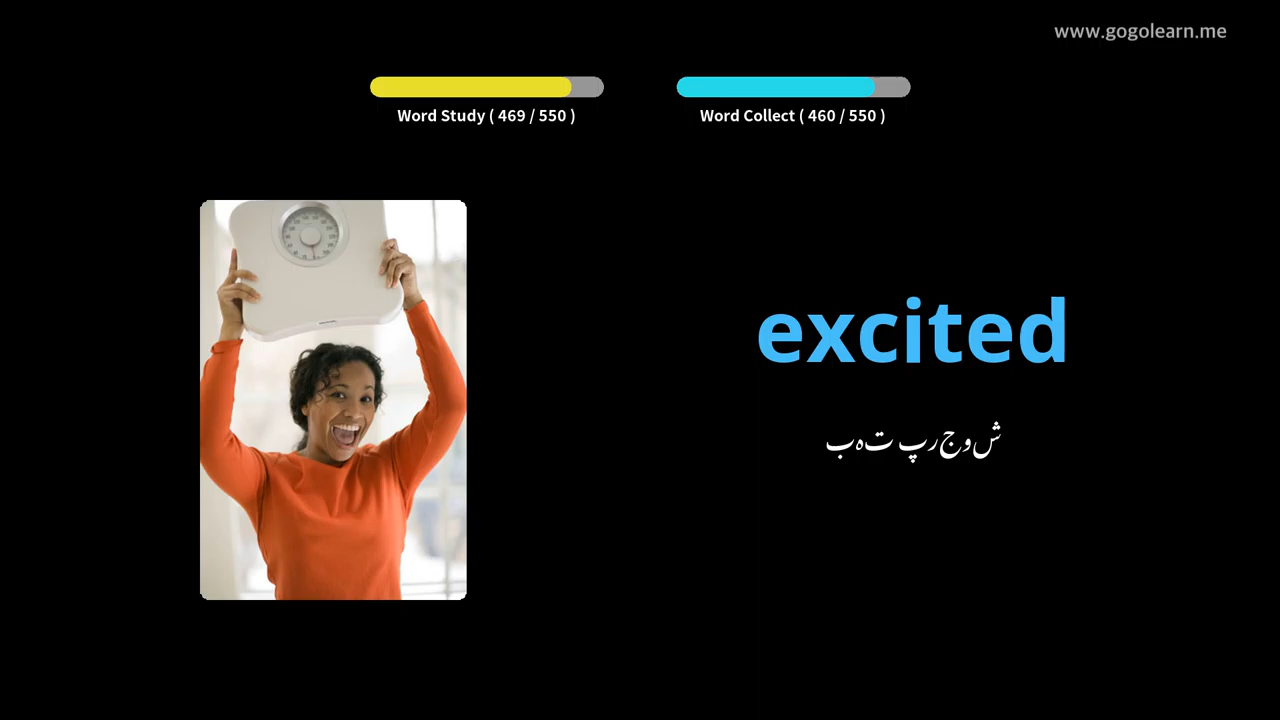 www.gogolearn.me
Word Study ( 469 / 550 )
Word Collect ( 460 / 550 )
excited
بہت پرجوش